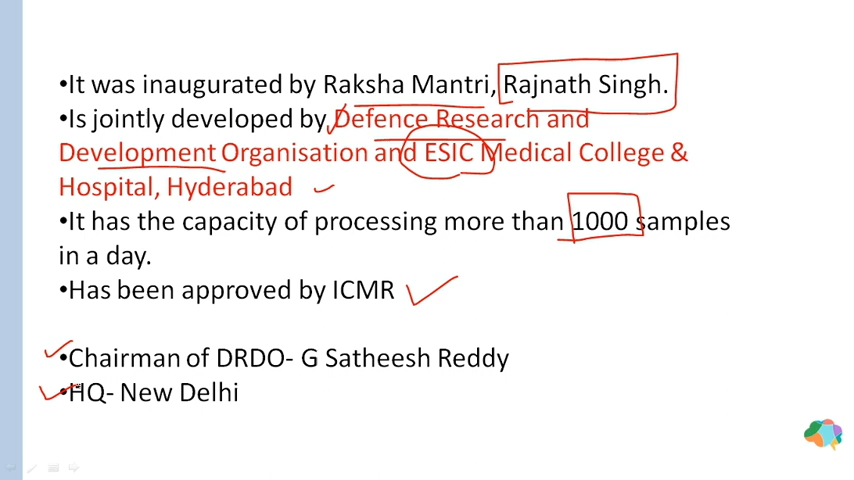 •It was inaugurated by Raksha Mantri, Rajnath Singh.
•Is jointly developed by Defence Research and
Development Organisation and ESIC Medical College &
Hospital, Hyderabad
•It has the capacity of processing more than 1000 samples
in a day.
•Has been approved by ICMR
•Chairman of DRDO- G Satheesh Reddy
•HQ- New Delhi